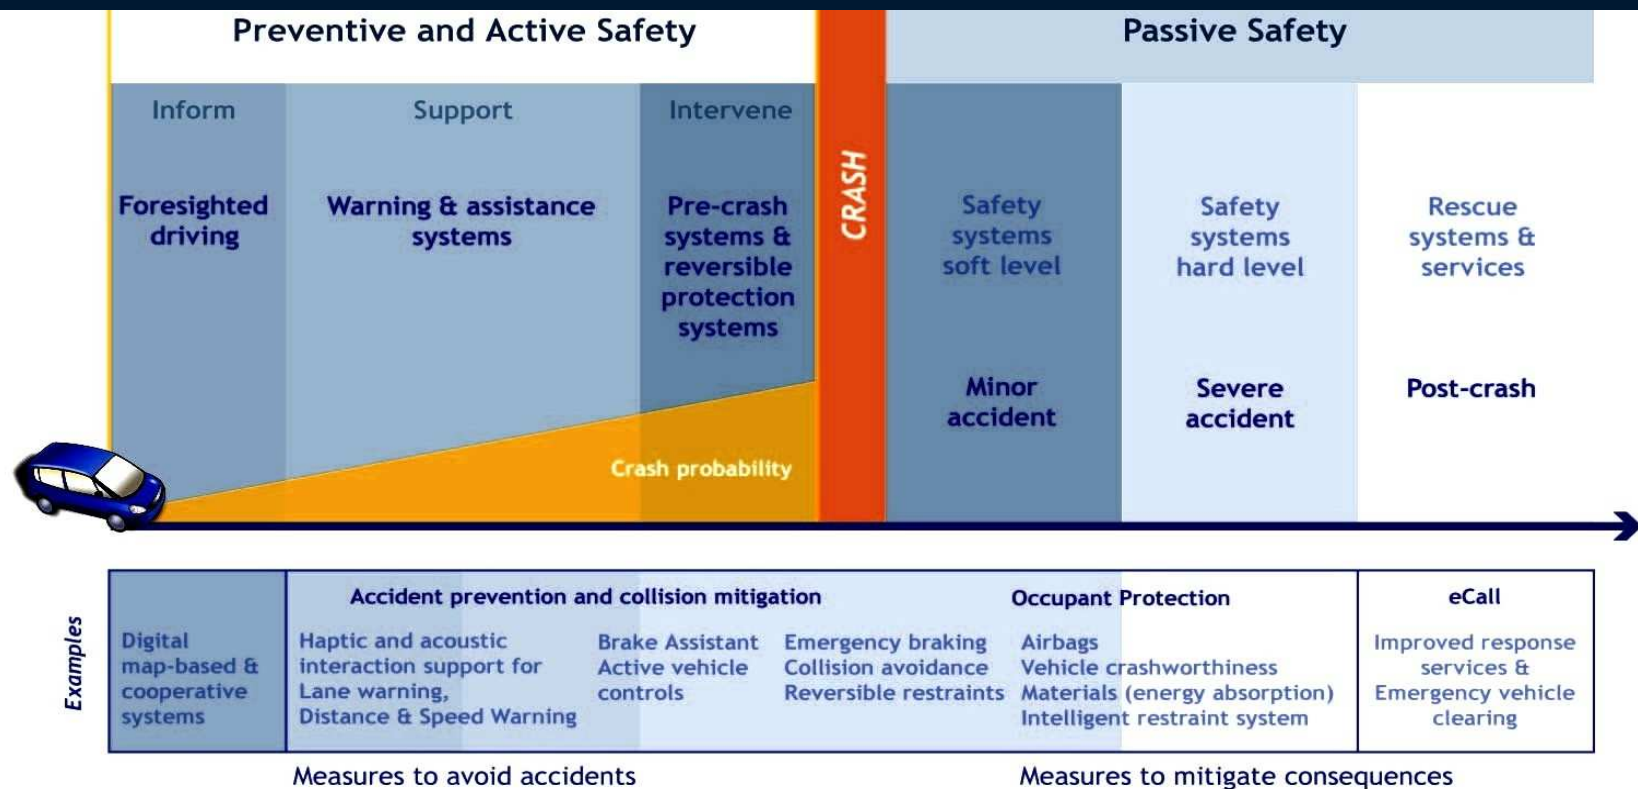 Preventive and Active Safety
Passive Safety
Inform
Support
Intervene
Foresighted
driving
Warning & assistance
systems
Pre-crash
systems &
reversible
protection
systems
CRASH
Safety
systems
soft level
Safety
systems
hard level
Rescue
systems &
services
Minor
accident
Severe
accident
Post-crash
Crash probability
Examples
Digital
map-based &
cooperative
systems
Accident prevention and collision mitigation
Haptic and acoustic
interaction support for
Lane warning,
Distance & Speed Warning
Brake Assistant
Active vehicle
controls
Emergency braking
Collision avoidance
Reversible restraints
Occupant Protection
Airbags
Vehicle crashworthiness
Materials (energy absorption)
Intelligent restraint system
eCall
Improved response
services &
Emergency vehicle
clearing
Measures to avoid accidents
Measures to mitigate consequences